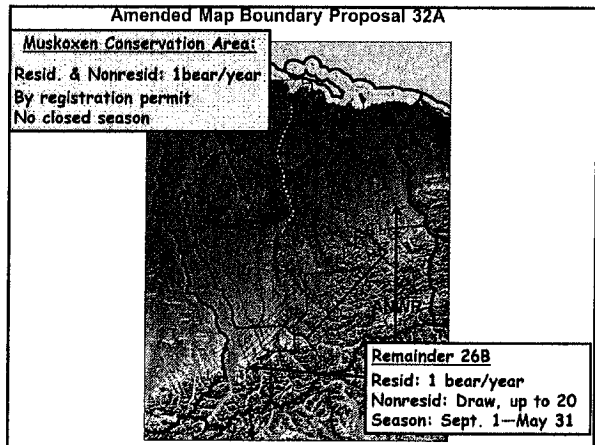 Amended Map Boundary Proposal 32A
Muskoxen Conservation Area:
Resid. & Nonresid: 1bear/year
By registration permit
No closed season
Remainder 26B
Resid: 1 bear/year
Nonresid: Draw, up to 20
Season: Sept. 1—May 31